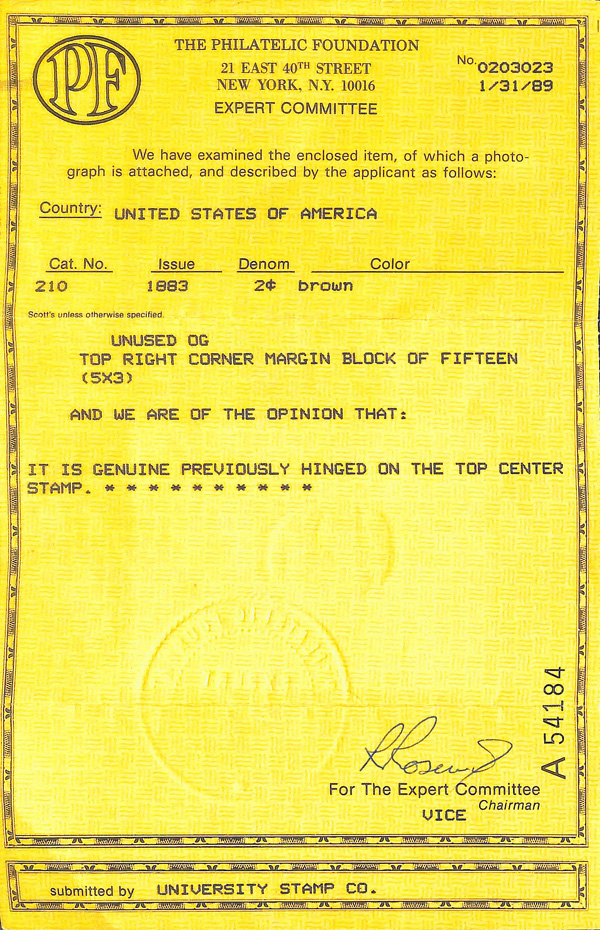 PF
THE PHILATELIC FOUNDATION
21 EAST 40TH STREET
NEW YORK, N.Y. 10016
EXPERT COMMITTEE
No. 0203023
1/31/89
We have examined the enclosed item, of which a photo-
graph is attached, and described by the applicant as follows:
Country: UNITED STATES OF AMERICA
Cat. No. Issue Denom Color
210 1883 2¢ brown
Scott's unless otherwise specified.
UNUSED OG
TOP RIGHT CORNER MARGIN BLOCK OF FIFTEEN
(5X3)
AND WE ARE OF THE OPINION THAT:
IT IS GENUINE PREVIOUSLY HINGED ON THE TOP CENTER
STAMP. * * * * * * * * * *
A 54184
For The Expert Committee
Chairman
VICE
submitted by UNIVERSITY STAMP CO.